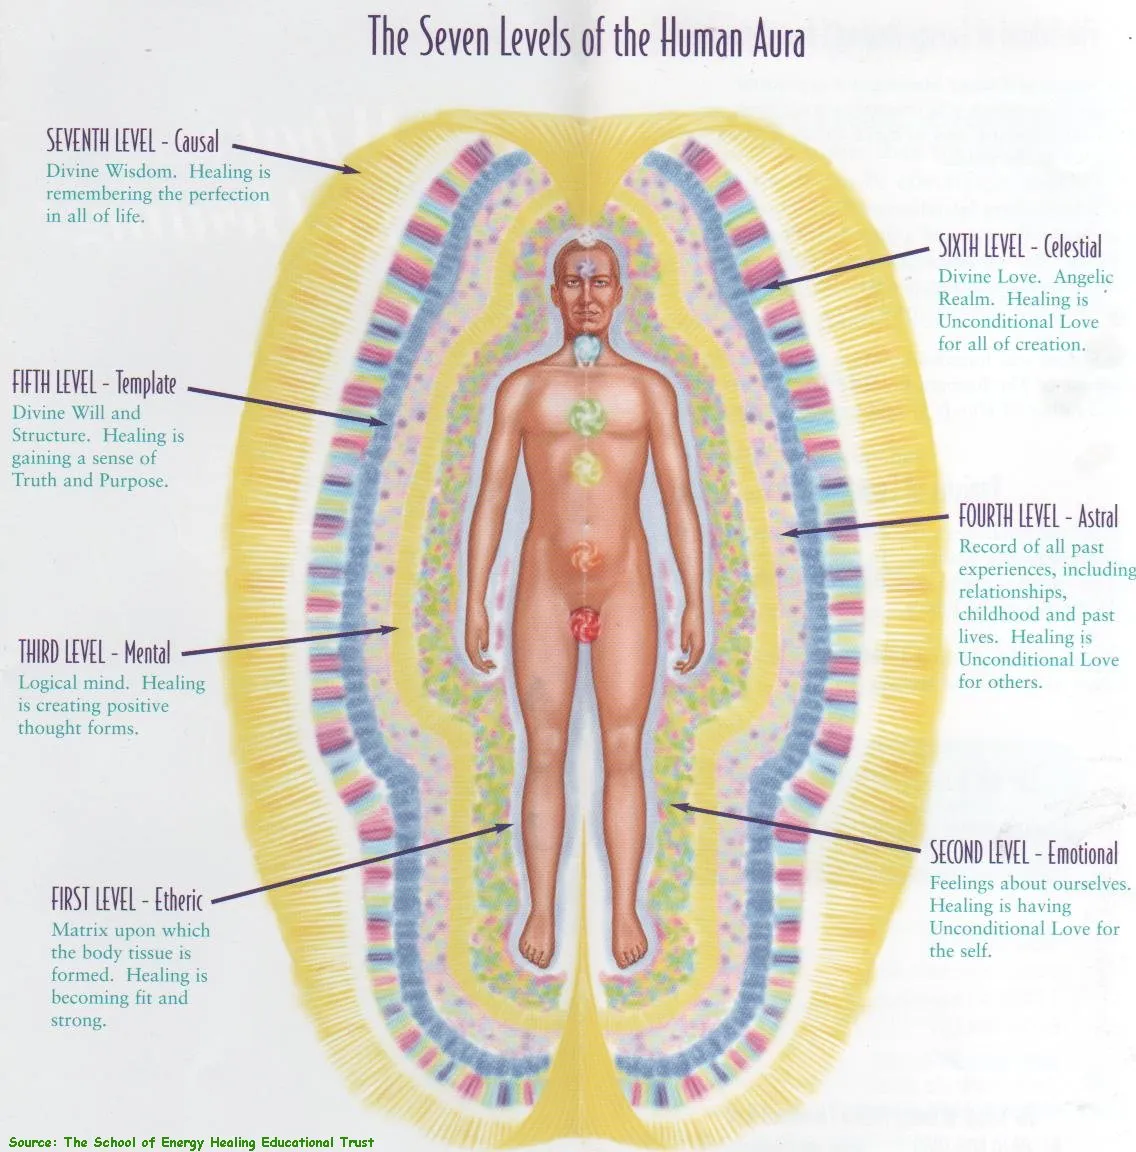 The Seven Levels of the Human Aura
SEVENTH LEVEL - Causal
Divine Wisdom. Healing is
remembering the perfection
in all of life.
SIXTH LEVEL - Celestial
Divine Love. Angelic
Realm. Healing is
Unconditional Love
for all of creation.
FIFTH LEVEL - Template
Divine Will and
Structure. Healing is
gaining a sense of
Truth and Purpose.
FOURTH LEVEL - Astral
Record of all past
experiences, including
relationships,
childhood and past
lives. Healing is
Unconditional Love
for others.
THIRD LEVEL - Mental
Logical mind. Healing
is creating positive
thought forms.
SECOND LEVEL - Emotional
Feelings about ourselves.
Healing is having
Unconditional Love for
the self.
FIRST LEVEL - Etheric
Matrix upon which
the body tissue is
formed. Healing is
becoming fit and
strong.
Source: The School of Energy Healing Educational Trust